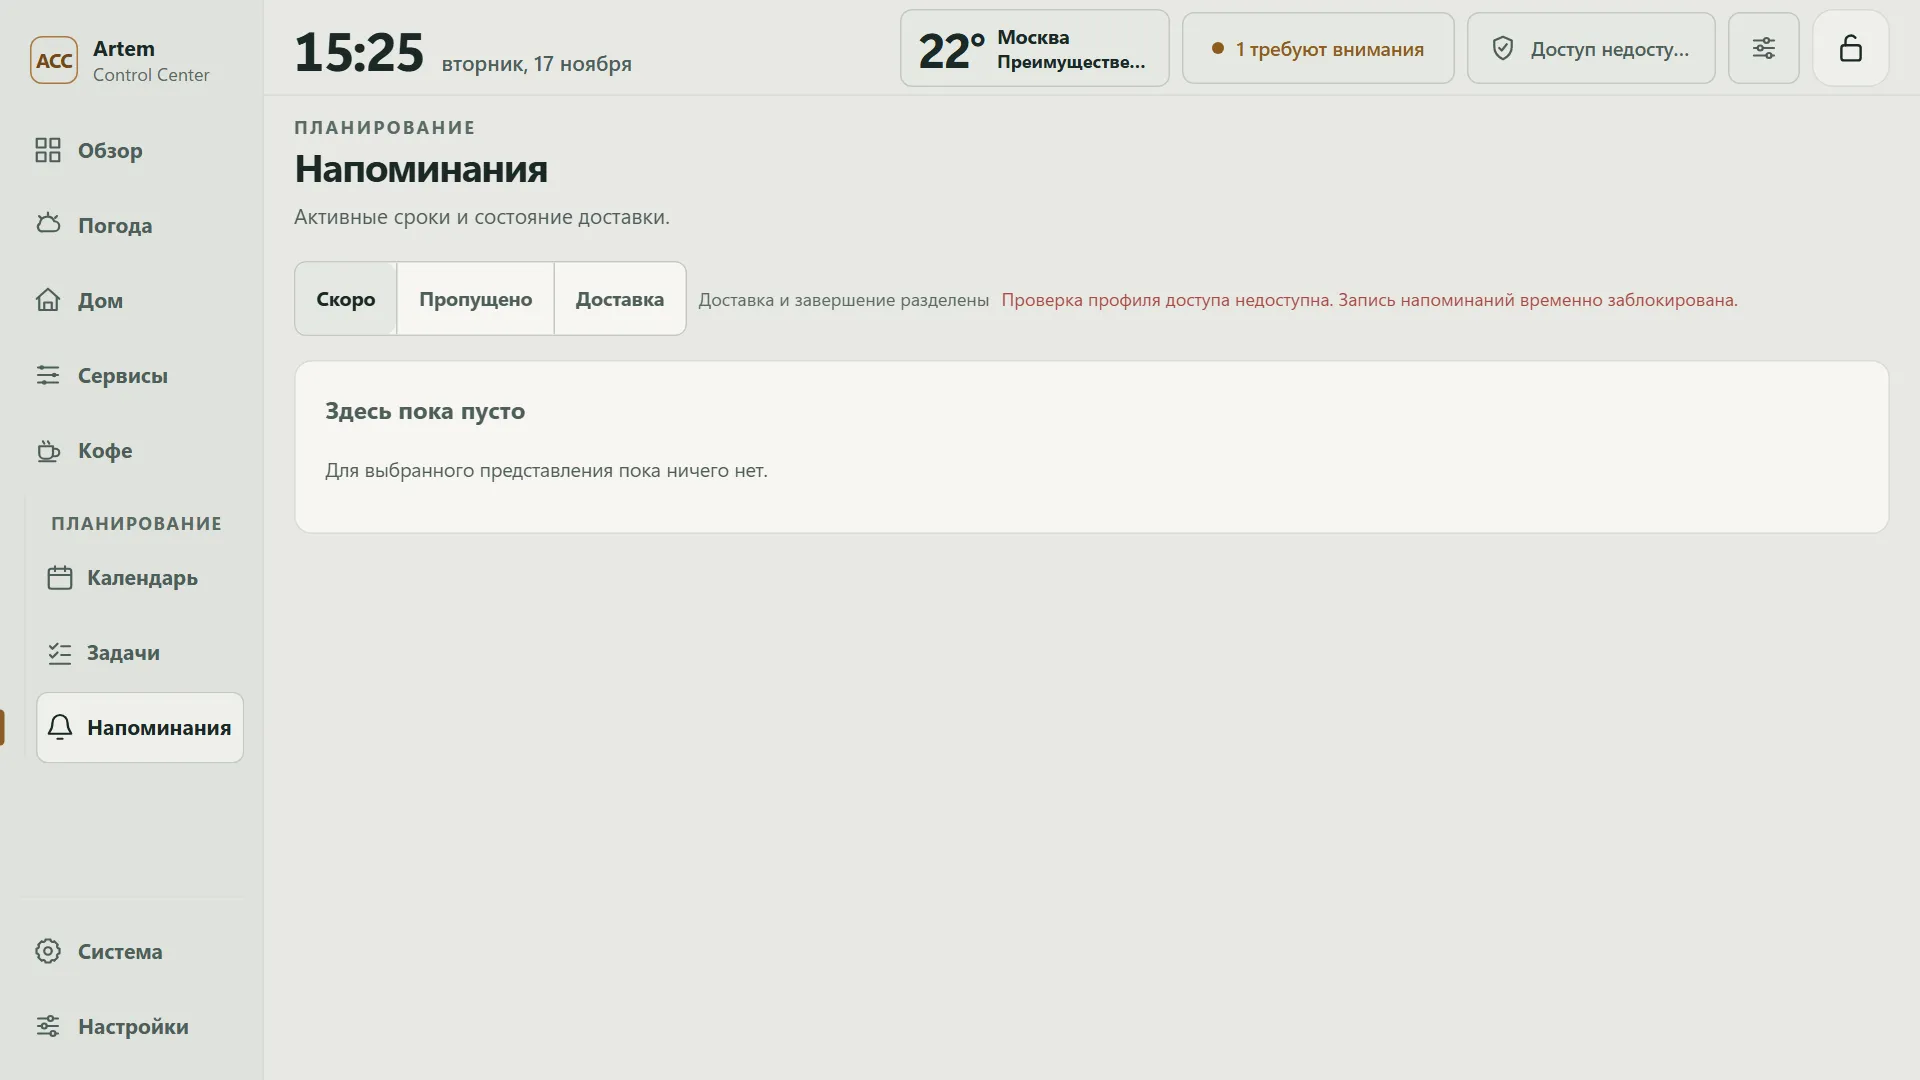 ACC
Artem
Control Center
Обзор
Погода
Дом
Сервисы
Кофе
ПЛАНИРОВАНИЕ
Календарь
Задачи
Напоминания
Система
Настройки
15:25
вторник, 17 ноября
22°
Москва
Преимуществе...
1 требуют внимания
Доступ недосту...
ПЛАНИРОВАНИЕ
Напоминания
Активные сроки и состояние доставки.
Скоро
Пропущено
Доставка
Доставка и завершение разделены
Проверка профиля доступа недоступна. Запись напоминаний временно заблокирована.
Здесь пока пусто
Для выбранного представления пока ничего нет.